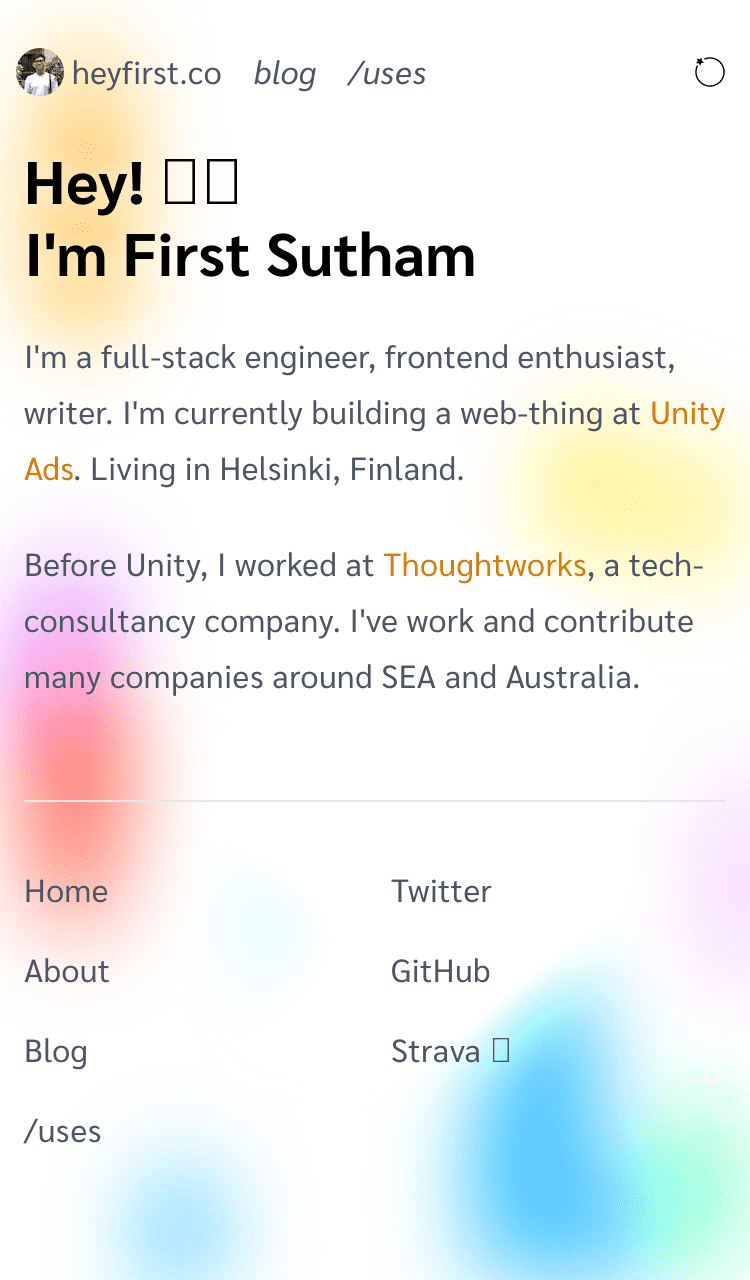 heyfirst.co blog /uses
Hey!
I'm First Sutham
I'm a full-stack engineer, frontend enthusiast,
writer. I'm currently building a web-thing at Unity
Ads. Living in Helsinki, Finland.
Before Unity, I worked at Thoughtworks, a tech-
consultancy company. I've work and contribute
many companies around SEA and Australia.
Home
Twitter
About
GitHub
Blog
Strava
/uses